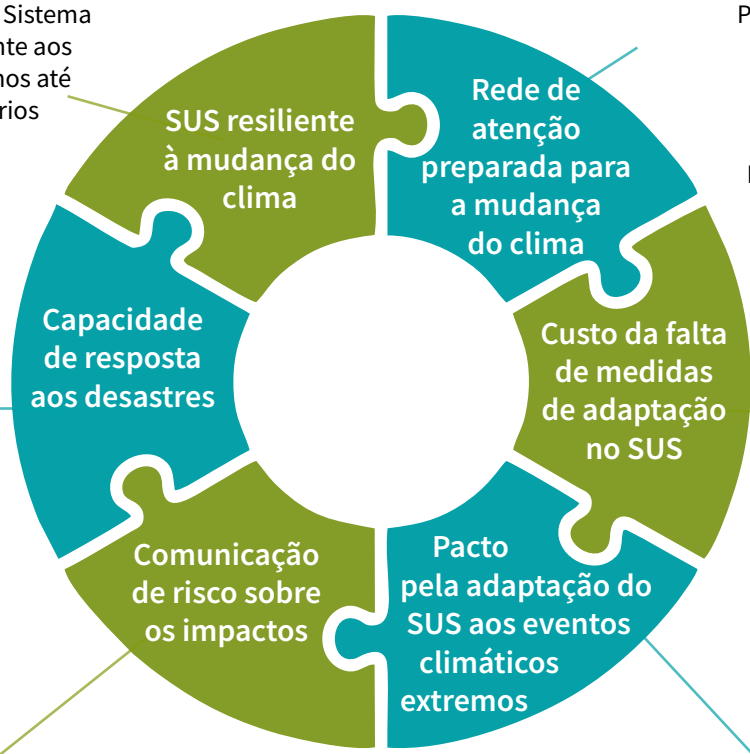 Sistema
nte aos
nos até
rios
P
SUS resiliente
à mudança do
clima
Rede de
atenção
preparada para
a mudança
do clima
Capacidade
de resposta
aos desastres
Custo da falta
de medidas
de adaptação
no SUS
Comunicação
de risco sobre
os impactos
Pacto
pela adaptação do
SUS aos eventos
climáticos
extremos